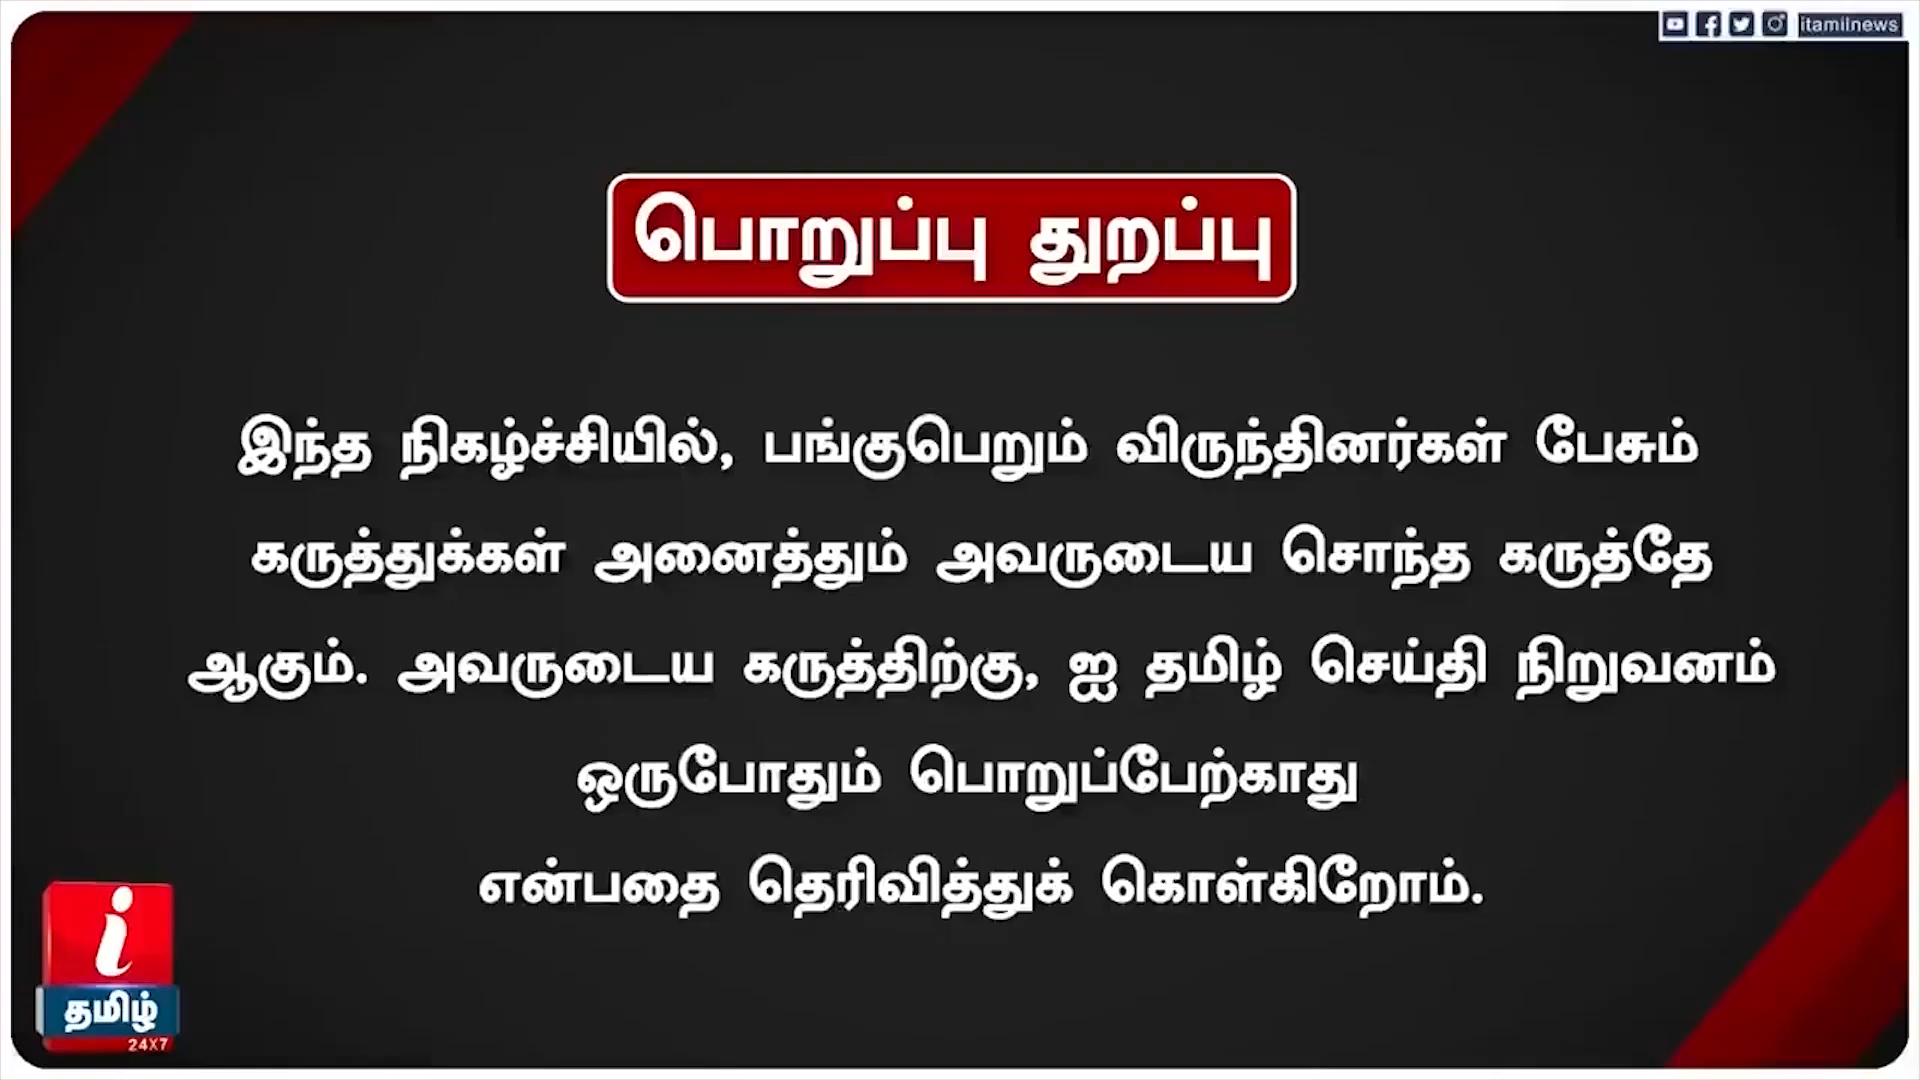 itamilnews
பொறுப்பு துறப்பு
இந்த நிகழ்ச்சியில், பங்குபெறும் விருந்தினர்கள் பேசும்
கருத்துக்கள் அனைத்தும் அவருடைய சொந்த கருத்தே
ஆகும். அவருடைய கருத்திற்கு, ஐ தமிழ் செய்தி நிறுவனம்
ஒருபோதும் பொறுப்பேற்காது
என்பதை தெரிவித்துக் கொள்கிறோம்.
i
தமிழ்
24X7